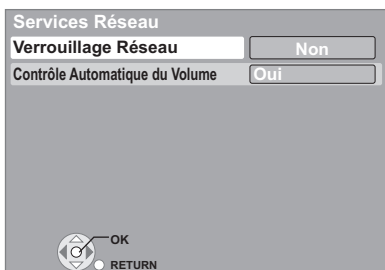 Services Réseau
Verrouillage Réseau Non
Contrôle Automatique du Volume Oui
OK
RETURN